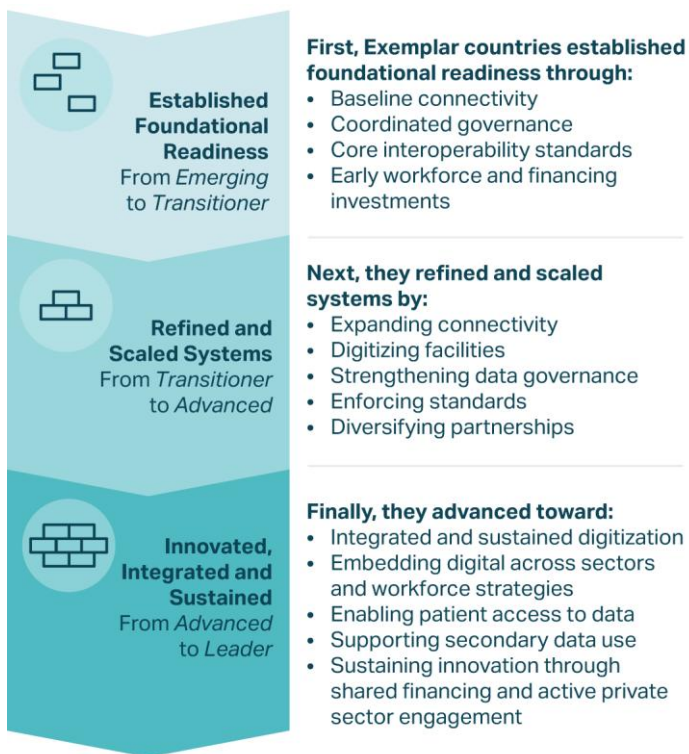 Established
Foundational
Readiness
From Emerging
to Transitioner
First, Exemplar countries established
foundational readiness through:
• Baseline connectivity
• Coordinated governance
• Core interoperability standards
• Early workforce and financing
investments
Refined and
Scaled Systems
From Transitioner
to Advanced
Next, they refined and scaled
systems by:
• Expanding connectivity
• Digitizing facilities
• Strengthening data governance
• Enforcing standards
• Diversifying partnerships
Innovated,
Integrated and
Sustained
From Advanced
to Leader
Finally, they advanced toward:
• Integrated and sustained digitization
• Embedding digital across sectors
and workforce strategies
• Enabling patient access to data
• Supporting secondary data use
• Sustaining innovation through
shared financing and active private
sector engagement